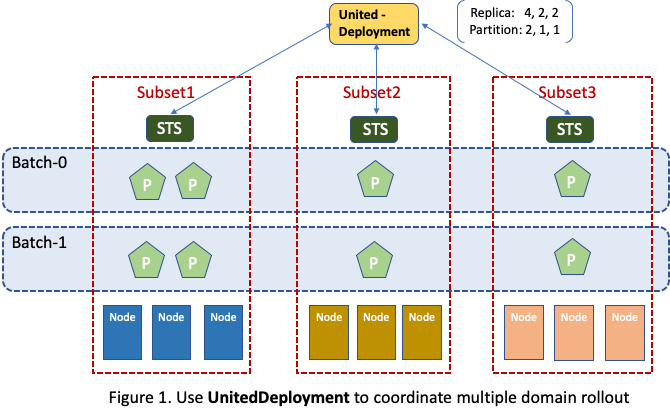 United -
Deployment
Replica: 4, 2, 2
Partition: 2, 1, 1
Subset1
Subset2
Subset3
STS
STS
STS
Batch-0
P
P
P
P
Batch-1
P
P
P
P
Node
Node
Node
Node
Node
Node
Node
Node
Node
Figure 1. Use UnitedDeployment to coordinate multiple domain rollout